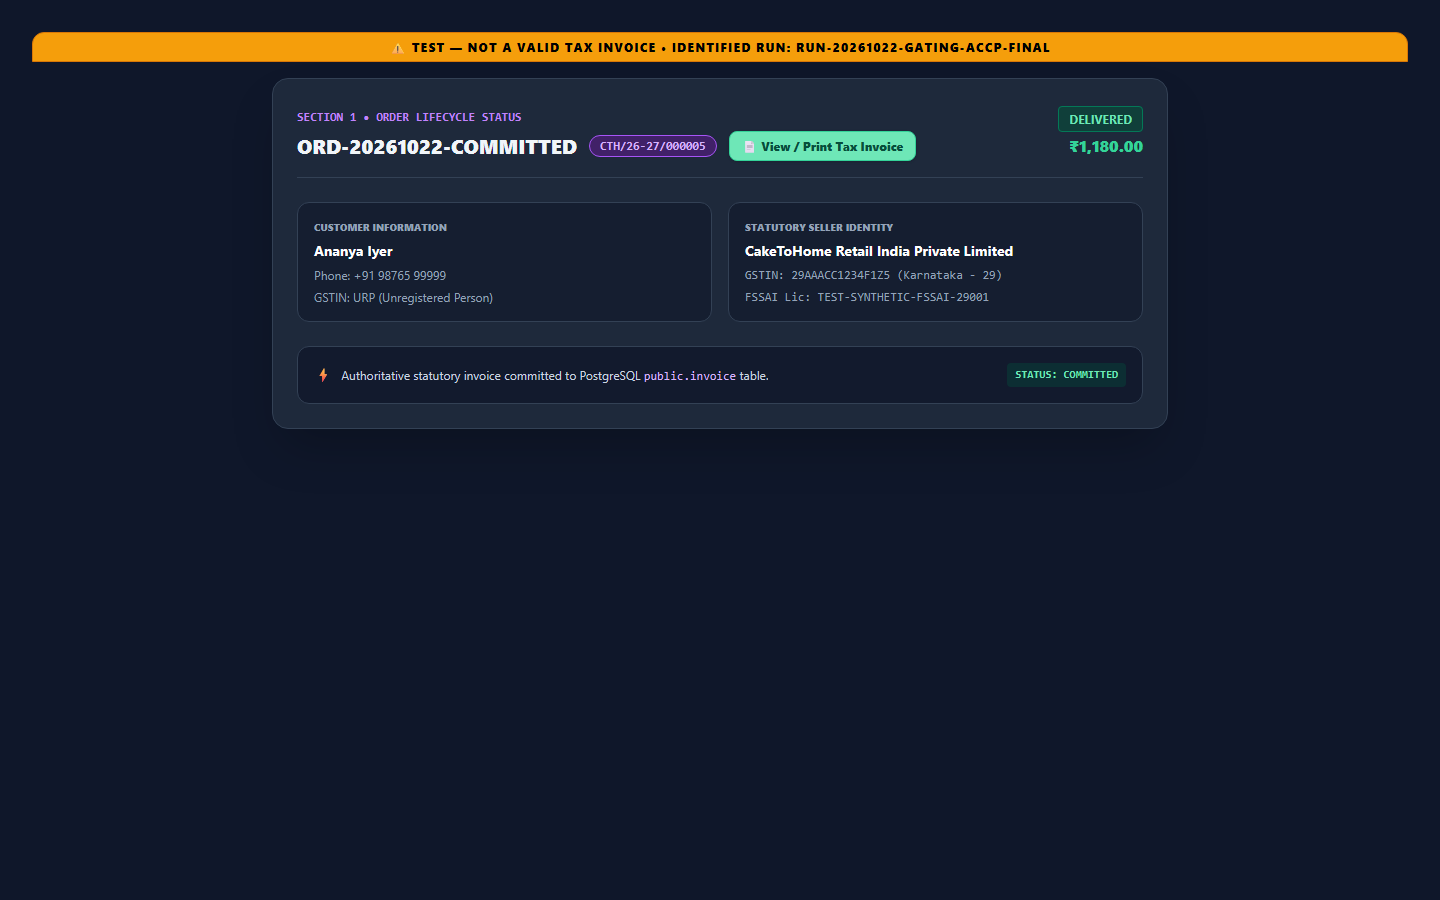 ⚠️ TEST — NOT A VALID TAX INVOICE • IDENTIFIED RUN: RUN-20261022-GATING-ACCP-FINAL
SECTION 1 • ORDER LIFECYCLE STATUS
DELIVERED
ORD-20261022-COMMITTED CTH/26-27/000005 View / Print Tax Invoice ₹1,180.00
CUSTOMER INFORMATION
Ananya Iyer
Phone: +91 98765 99999
GSTIN: URP (Unregistered Person)
STATUTORY SELLER IDENTITY
CakeToHome Retail India Private Limited
GSTIN: 29AAACC1234F1Z5 (Karnataka - 29)
FSSAI Lic: TEST-SYNTHETIC-FSSAI-29001
Authoritative statutory invoice committed to PostgreSQL public.invoice table. STATUS: COMMITTED